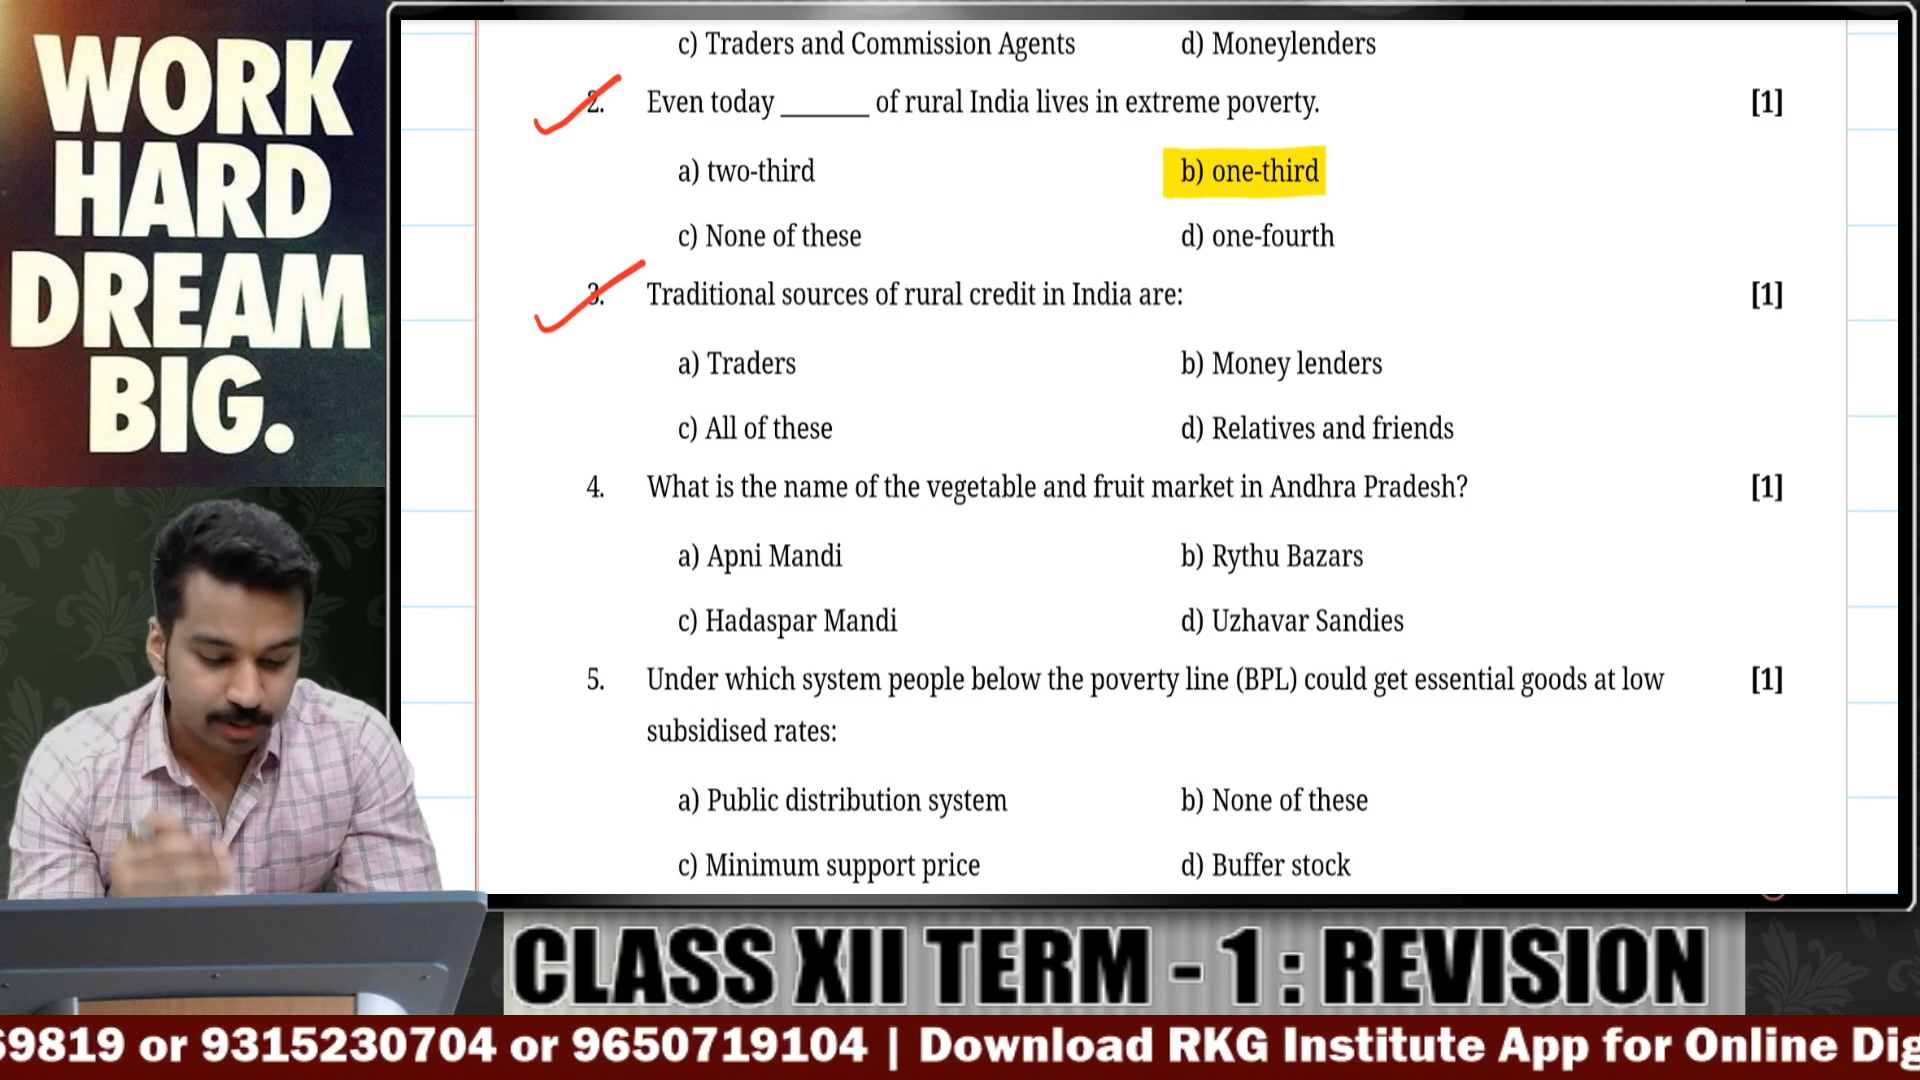 WORK
HARD
DREAM
BIG.
c) Traders and Commission Agents d) Moneylenders
2. Even today _______ of rural India lives in extreme poverty. [1]
a) two-third b) one-third
c) None of these d) one-fourth
3. Traditional sources of rural credit in India are: [1]
a) Traders b) Money lenders
c) All of these d) Relatives and friends
4. What is the name of the vegetable and fruit market in Andhra Pradesh? [1]
a) Apni Mandi b) Rythu Bazars
c) Hadaspar Mandi d) Uzhavar Sandies
5. Under which system people below the poverty line (BPL) could get essential goods at low [1]
subsidised rates:
a) Public distribution system b) None of these
c) Minimum support price d) Buffer stock
CLASS XII TERM - 1 : REVISION
69819 or 9315230704 or 9650719104 | Download RKG Institute App for Online Dig